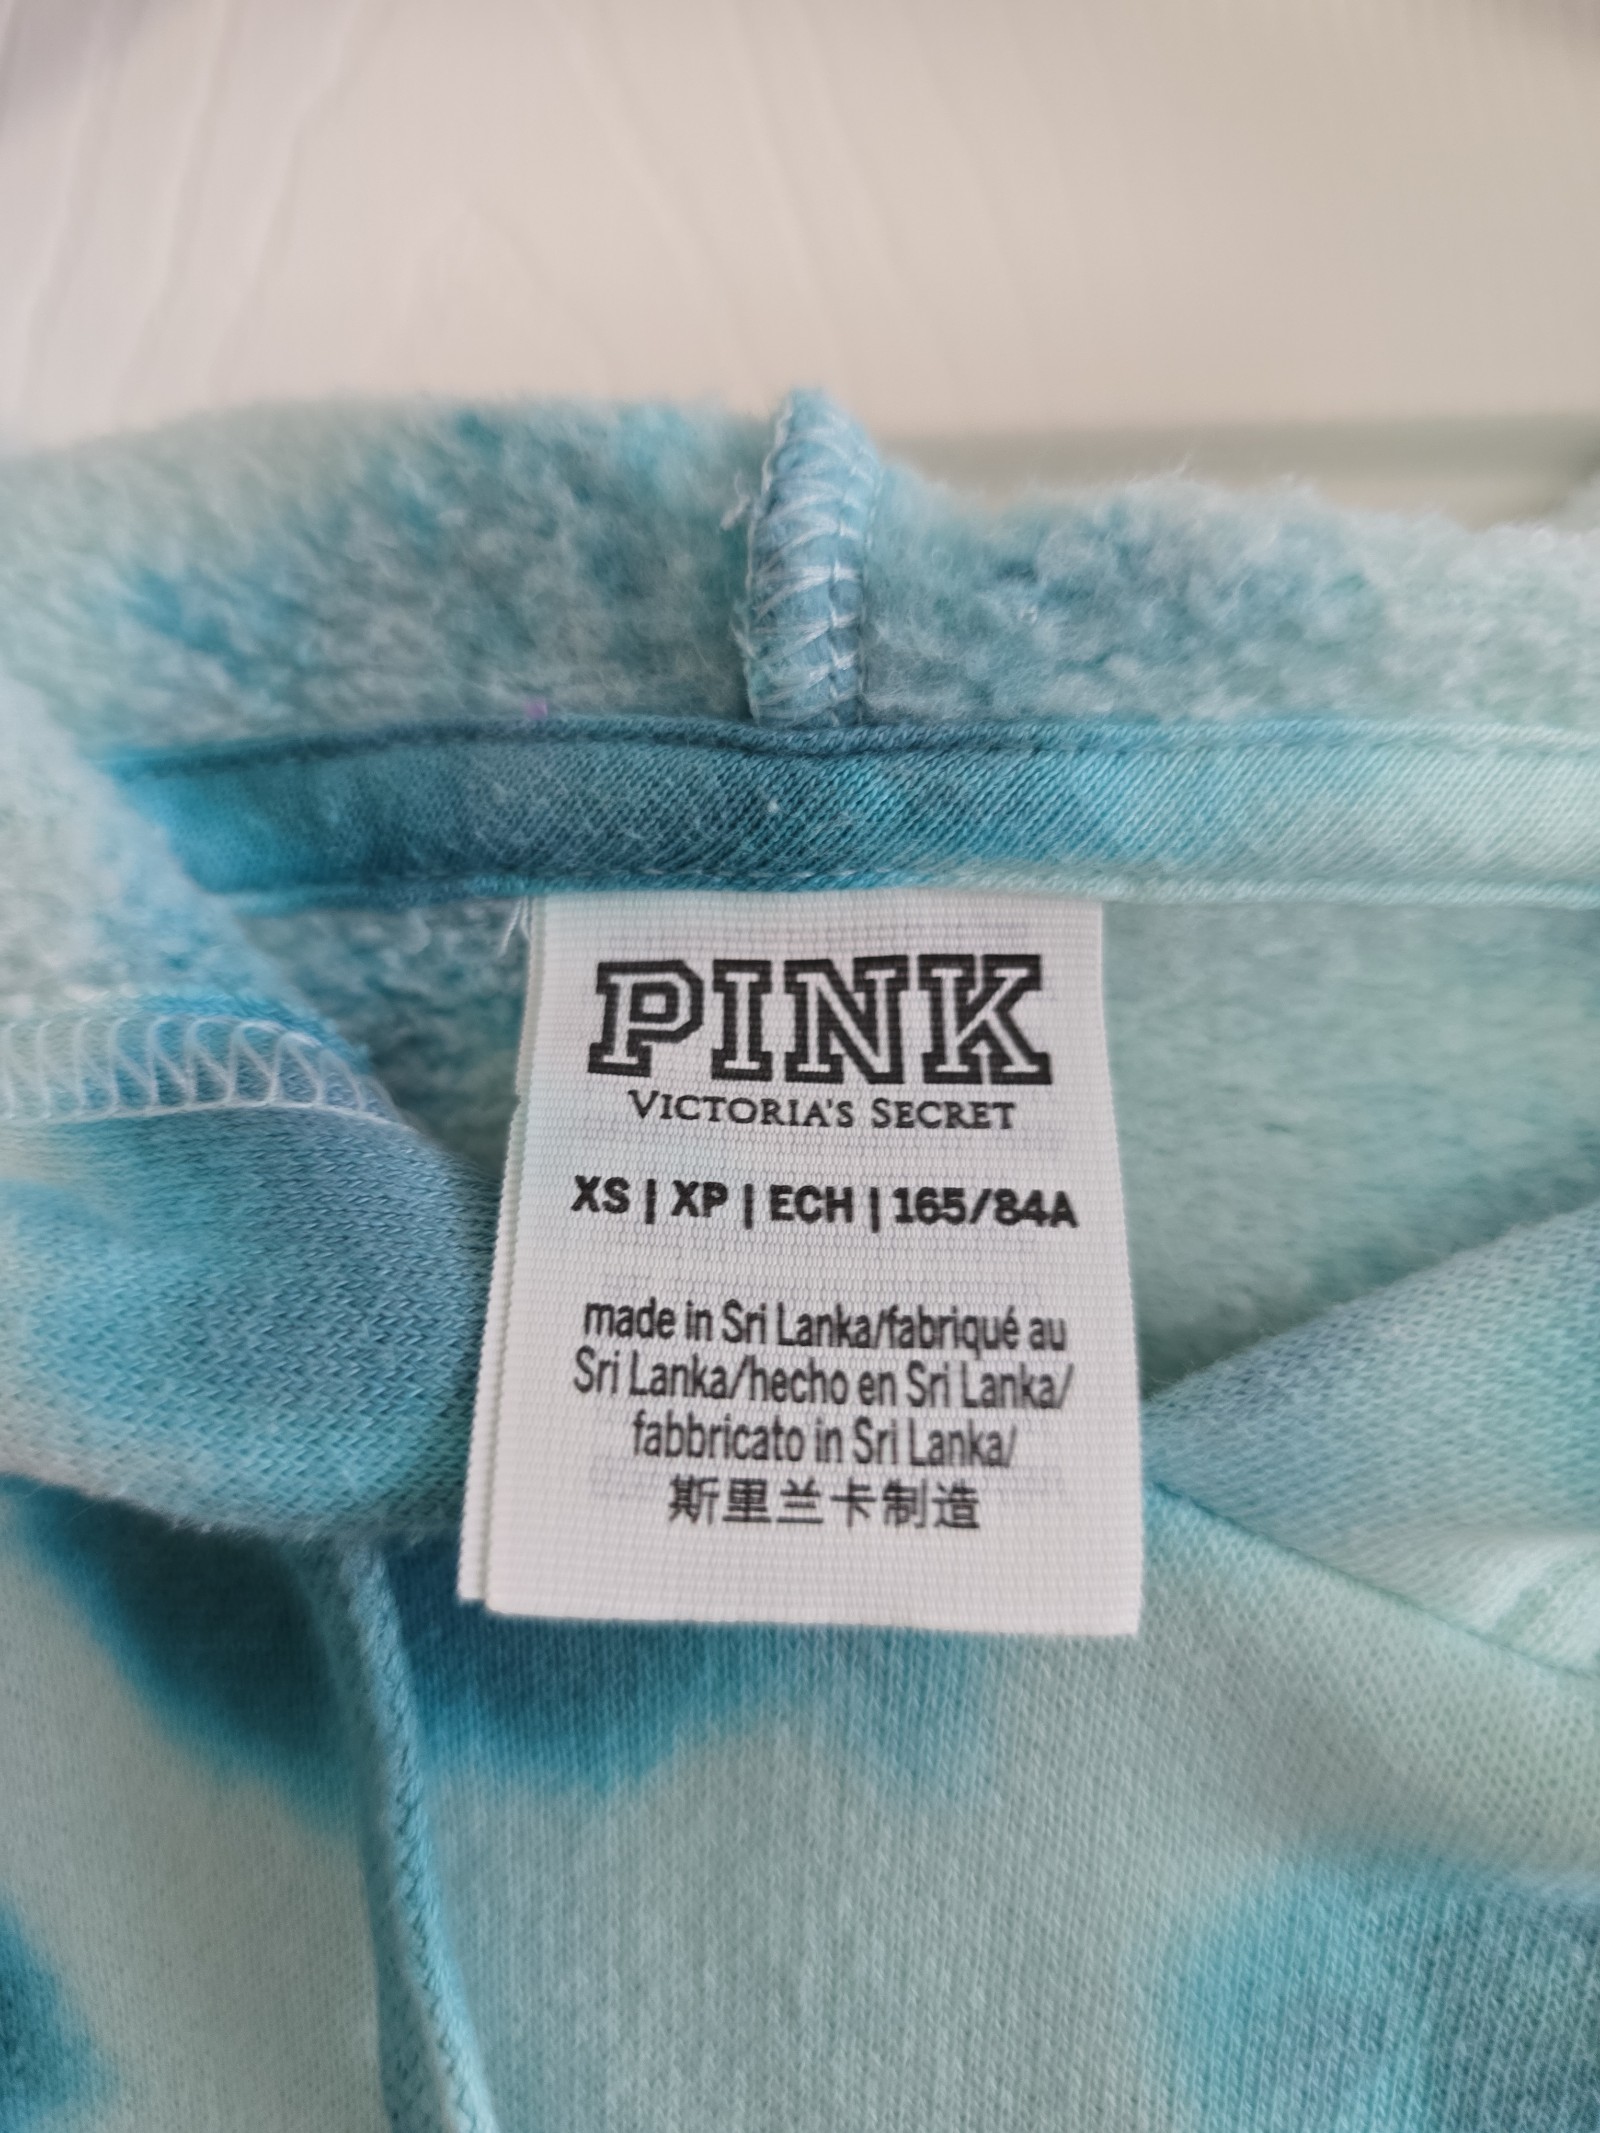 PINK
VICTORIA'S SECRET
XS | XP | ECH | 165/84A
made in Sri Lanka/fabriqué au
Sri Lanka/hecho en Sri Lanka/
fabbricato in Sri Lanka/
斯里兰卡制造